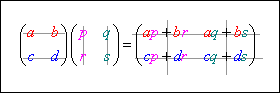 (a b) (p q) = (ap+br aq+bs)
(c d) (r s) (cp+dr cq+ds)